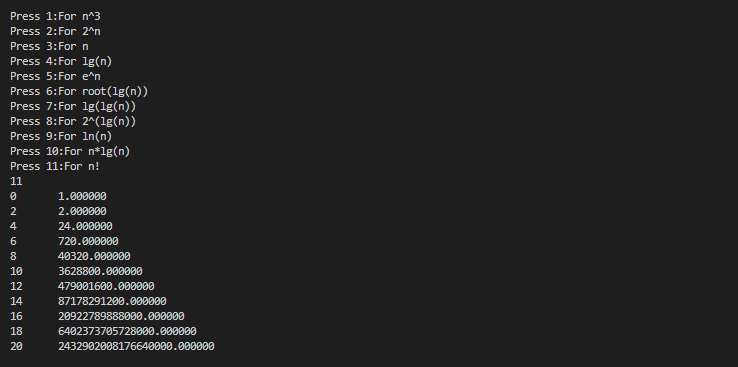 Press 1:For n^3
Press 2:For 2^n
Press 3:For n
Press 4:For lg(n)
Press 5:For e^n
Press 6:For root(lg(n))
Press 7:For lg(lg(n))
Press 8:For 2^(lg(n))
Press 9:For ln(n)
Press 10:For n*lg(n)
Press 11:For n!
11
0 1.000000
2 2.000000
4 24.000000
6 720.000000
8 40320.000000
10 3628800.000000
12 479001600.000000
14 87178291200.000000
16 20922789888000.000000
18 6402373705728000.000000
20 2432902008176640000.000000